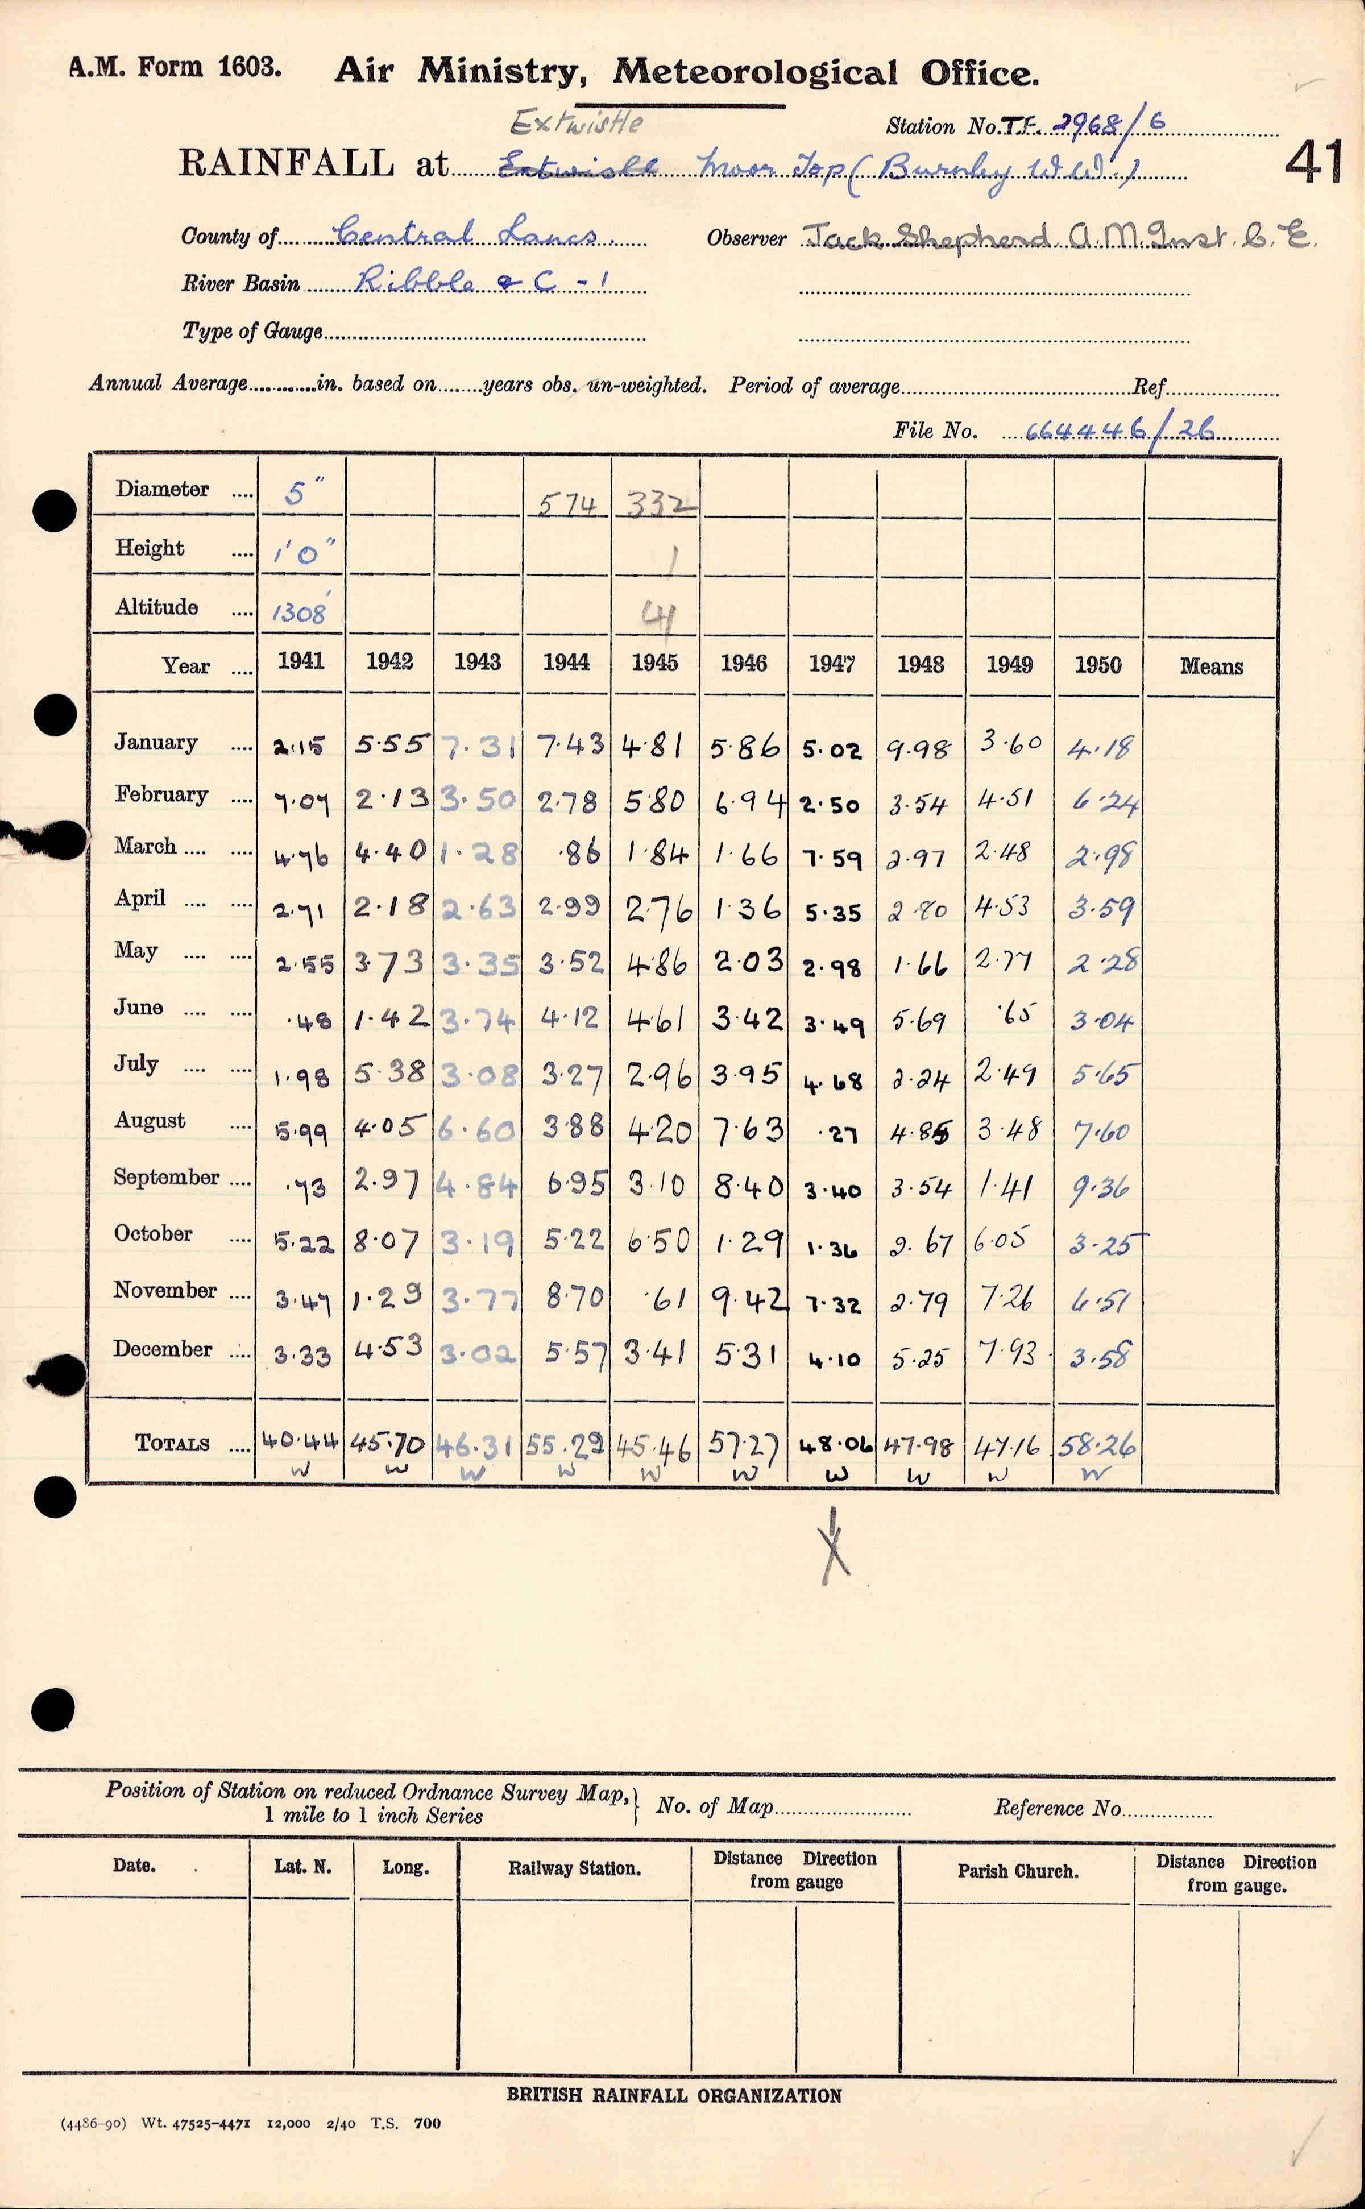 A.M. Form 1603. Air Ministry, Meteorological Office.
Extwistle
Station No. T.F. 2968/6
RAINFALL at Extwisle Moor Top (Burnley W.W.)
41
County of Central Lancs. Observer Jack Shepherd A.M.Inst.C.E.
River Basin Ribble & C - 1
Type of Gauge
Annual Average in. based on years obs. un-weighted. Period of average Ref.
File No. 664446/26
Diameter 5" 574 332
Height 1'0" 1
Altitude 1308' 41
Year 1941 1942 1943 1944 1945 1946 1947 1948 1949 1950 Means
January 2.15 5.55 7.31 7.43 4.81 5.86 5.02 9.98 3.60 4.18
February 7.07 2.13 3.50 2.78 5.80 6.94 2.50 3.54 4.51 6.24
March 4.76 4.40 1.28 .86 1.84 1.66 7.59 2.97 2.48 2.98
April 2.71 2.18 2.63 2.99 2.76 1.36 5.35 2.80 4.53 3.59
May 2.55 3.73 3.35 3.52 4.86 2.03 2.98 1.66 2.77 2.28
June .48 1.42 3.74 4.12 4.61 3.42 3.49 5.69 .65 3.04
July 1.98 5.38 3.08 3.27 2.96 3.95 4.68 2.24 2.49 5.65
August 5.99 4.05 6.60 3.88 4.20 7.63 .27 4.85 3.48 7.60
September .73 2.97 4.84 6.95 3.10 8.40 3.40 3.54 1.41 9.36
October 5.22 8.07 3.19 5.22 6.50 1.29 1.36 2.67 6.05 3.25
November 3.47 1.29 3.77 8.70 .61 9.42 7.32 2.79 7.26 6.51
December 3.33 4.53 3.02 5.57 3.41 5.31 4.10 5.25 7.93 3.58
TOTALS 40.44 45.70 46.31 55.29 45.46 57.27 48.06 47.98 47.16 58.26
W W W W W W W W W W
Position of Station on reduced Ordnance Survey Map, No. of Map Reference No.
1 mile to 1 inch Series
Date. Lat. N. Long. Railway Station. Distance Direction from gauge Parish Church. Distance Direction from gauge.
BRITISH RAINFALL ORGANIZATION
(4486-90) Wt. 47525-4471 12,000 2/40 T.S. 700